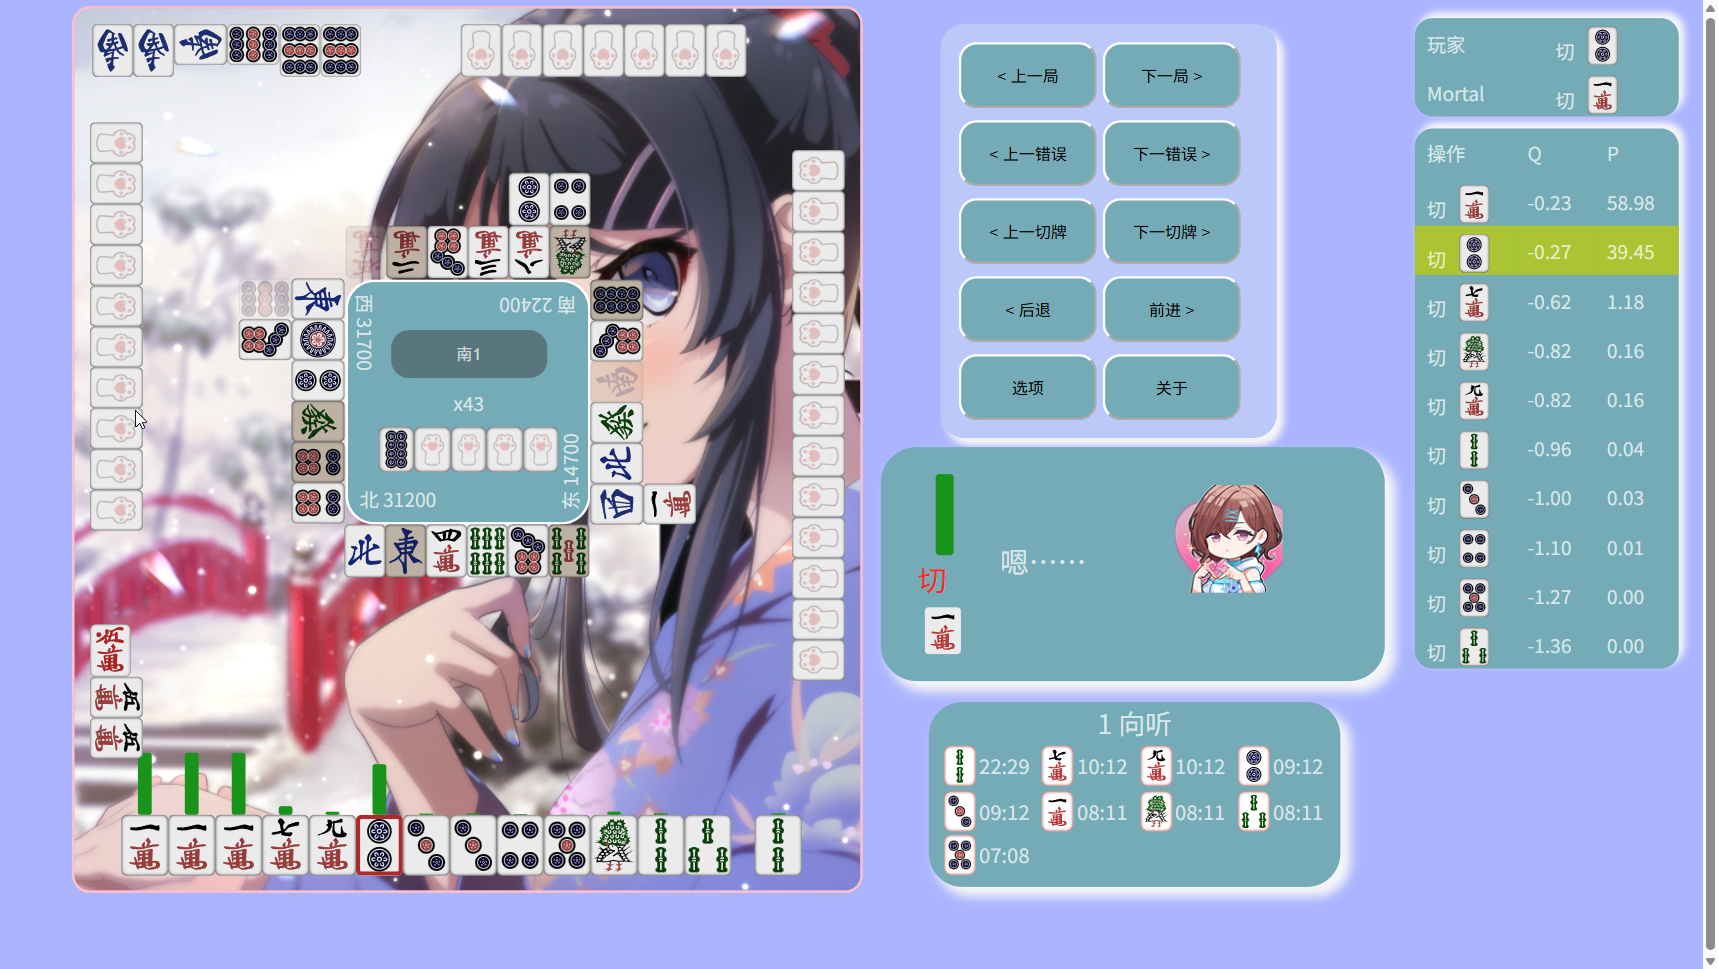 < 上一局
下一局 >
< 上一错误
下一错误 >
< 上一切牌
下一切牌 >
< 后退
前进 >
选项
关于
玩家 切
Mortal 切
操作 Q P
切 -0.23 58.98
切 -0.27 39.45
切 -0.62 1.18
切 -0.82 0.16
切 -0.82 0.16
切 -0.96 0.04
切 -1.00 0.03
切 -1.10 0.01
切 -1.27 0.00
切 -1.36 0.00
南 22400
西 31700
南1
x43
东 14700
北 31200
切
嗯……
1 向听
22:29 10:12 10:12 09:12
09:12 08:11 08:11 08:11
07:08